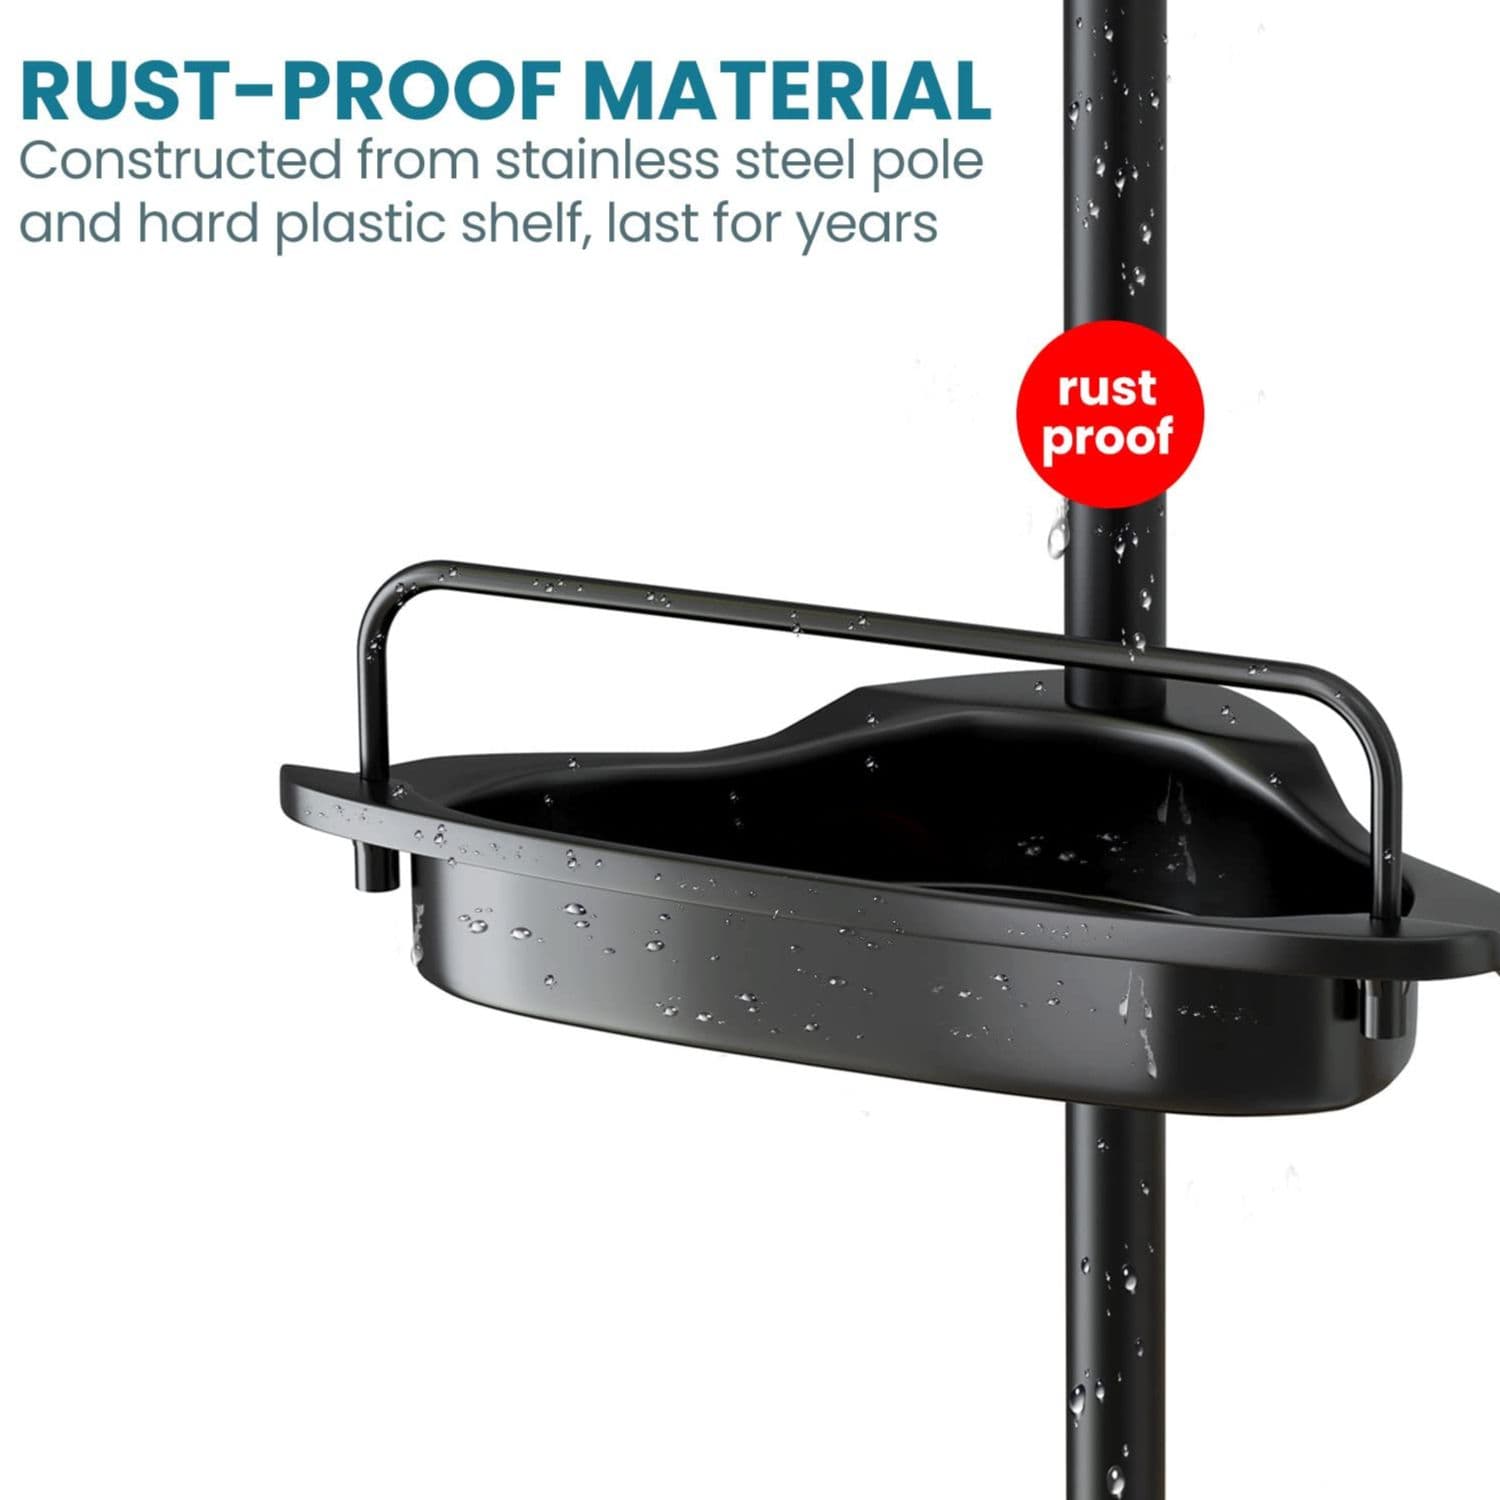 RUST-PROOF MATERIAL
Constructed from stainless steel pole
and hard plastic shelf, last for years
rust
proof